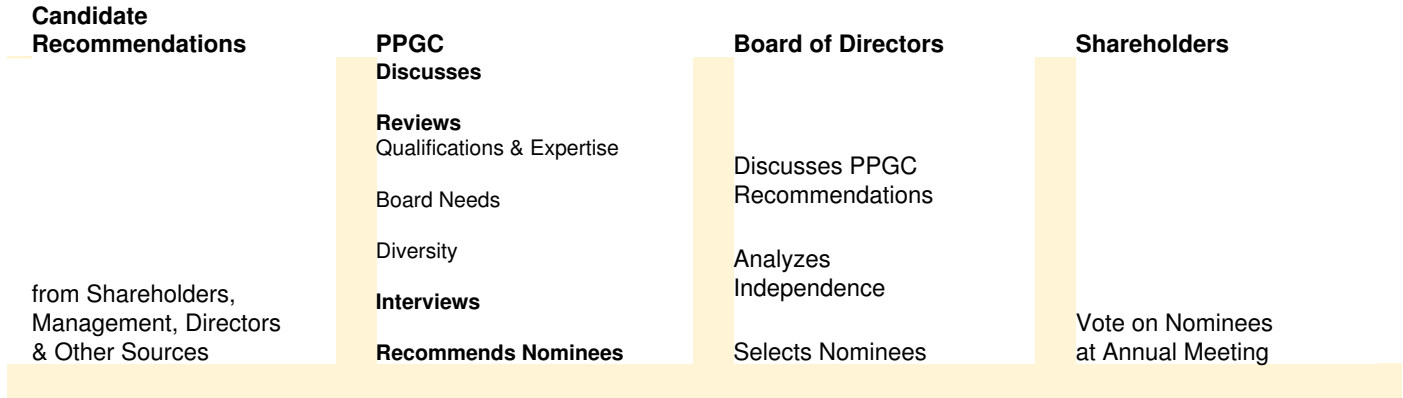 Candidate
Recommendations
from Shareholders,
Management, Directors
& Other Sources
PPGC
Discusses
Reviews
Qualifications & Expertise
Board Needs
Diversity
Interviews
Recommends Nominees
Board of Directors
Discusses PPGC
Recommendations
Analyzes
Independence
Selects Nominees
Shareholders
Vote on Nominees
at Annual Meeting